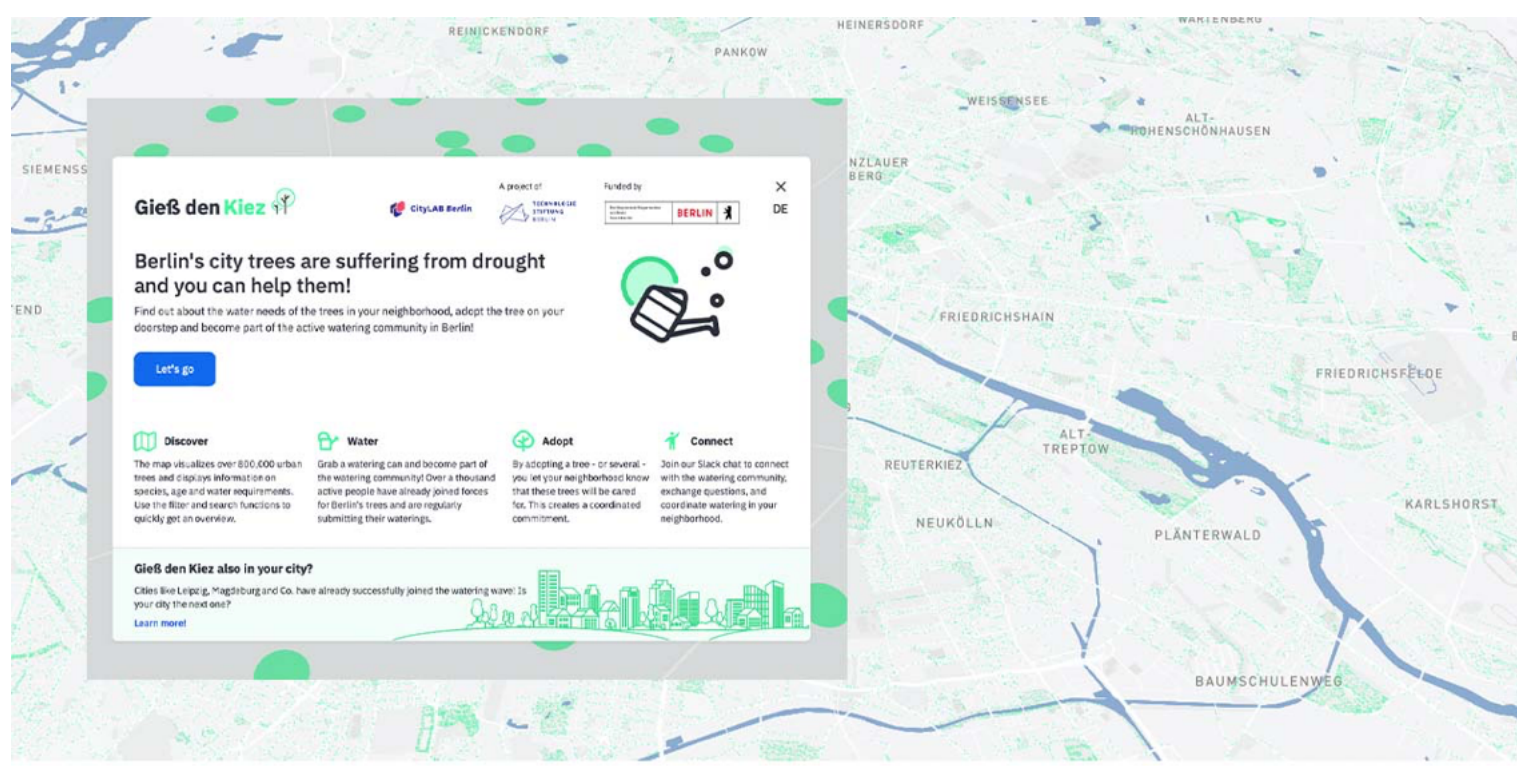 REINICKENDORF
PANKOW
HEINERSDORF
WARTENBERG
WEISSENSEE
ALT-
HOHENSCHÖNHAUSEN
SIEMENSS
NZLAUER
BERG
END
END
FRIEDRICHSHAIN
FRIEDRICHSFELDE
ALT-
TREPTOW
REUTERKIEZ
KARLSHORST
NEUKÖLLN
PLÄNTERWALD
BAUMSCHULENWEG
Gieß den Kiez
CityLAB Berlin
A project of
TECHNOLOGIE
STIFTUNG
BERLIN
Funded by
BERLIN
DE
Berlin's city trees are suffering from drought
and you can help them!
Find out about the water needs of the trees in your neighborhood, adopt the tree on your
doorstep and become part of the active watering community in Berlin!
Let's go
Discover
The map visualizes over 800,000 urban
trees and displays information on
species, age and water requirements.
Use the filter and search functions to
quickly get an overview.
Water
Grab a watering can and become part of
the watering community! Over a thousand
active people have already joined forces
for Berlin's trees and are regularly
submitting their waterings.
Adopt
By adopting a tree - or several -
you let your neighborhood know
that these trees will be cared
for. This creates a coordinated
commitment.
Connect
Join our Slack chat to connect
with the watering community,
exchange questions, and
coordinate watering in your
neighborhood.
Gieß den Kiez also in your city?
Cities like Leipzig, Magdeburg and Co. have already successfully joined the watering wave! Is
your city the next one?
Learn more!